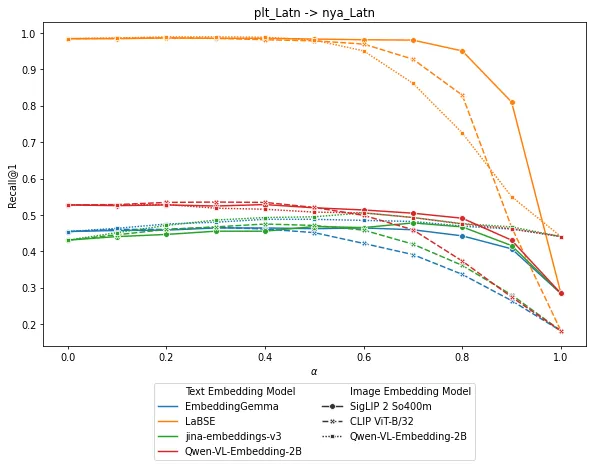 plt_Latn -> nya_Latn
Recall@1
1.0
0.9
0.8
0.7
0.6
0.5
0.4
0.3
0.2
0.0 0.2 0.4 0.6 0.8 1.0
α
Text Embedding Model Image Embedding Model
EmbeddingGemma SigLIP 2 So400m
LaBSE CLIP ViT-B/32
jina-embeddings-v3 Qwen-VL-Embedding-2B
Qwen-VL-Embedding-2B